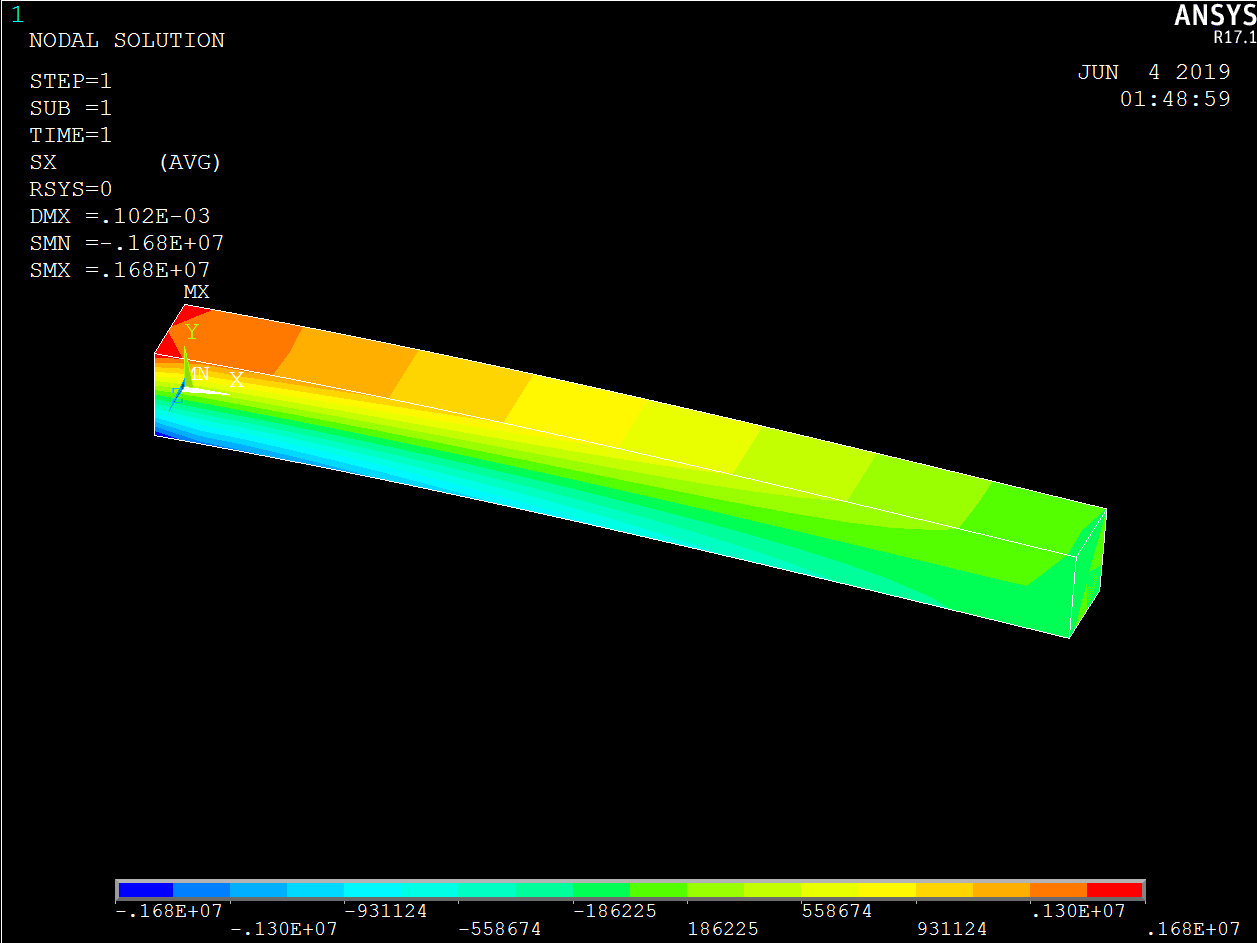 1
ANSYS
R17.1
NODAL SOLUTION
JUN  4 2019
01:48:59
STEP=1
SUB =1
TIME=1
SX       (AVG)
RSYS=0
DMX =.102E-03
SMN =-.168E+07
SMX =.168E+07
MX
Y
MN
X
Z
-.168E+07 -931124 -186225 558674 .130E+07
-.130E+07 -558674 186225 931124 .168E+07